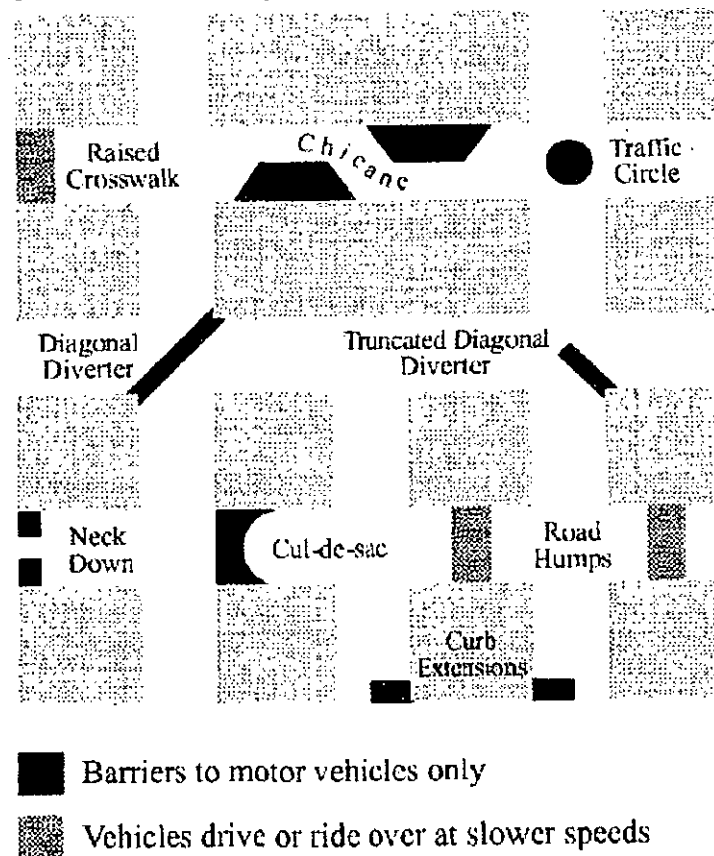 Raised
Crosswalk
Chicane
Traffic
Circle
Diagonal
Diverter
Truncated Diagonal
Diverter
Neck
Down
Cul-de-sac
Road
Humps
Curb
Extensions
Barriers to motor vehicles only
Vehicles drive or ride over at slower speeds